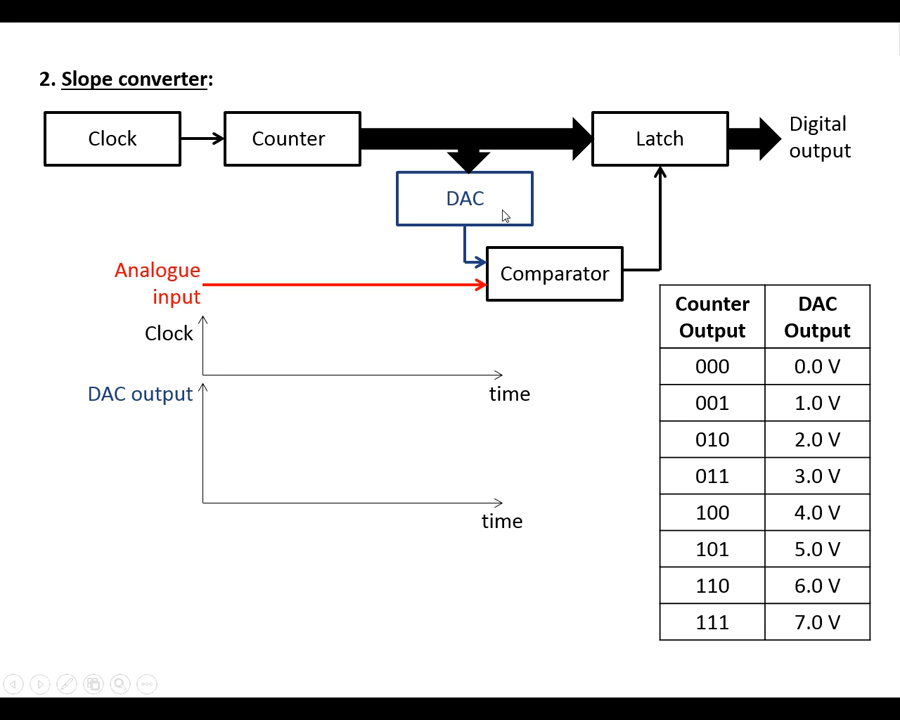 2. Slope converter:
Clock
Counter
Latch
Digital
output
DAC
Comparator
Analogue
input
Clock
time
DAC output
time
Counter
Output
DAC
Output
000 0.0 V
001 1.0 V
010 2.0 V
011 3.0 V
100 4.0 V
101 5.0 V
110 6.0 V
111 7.0 V